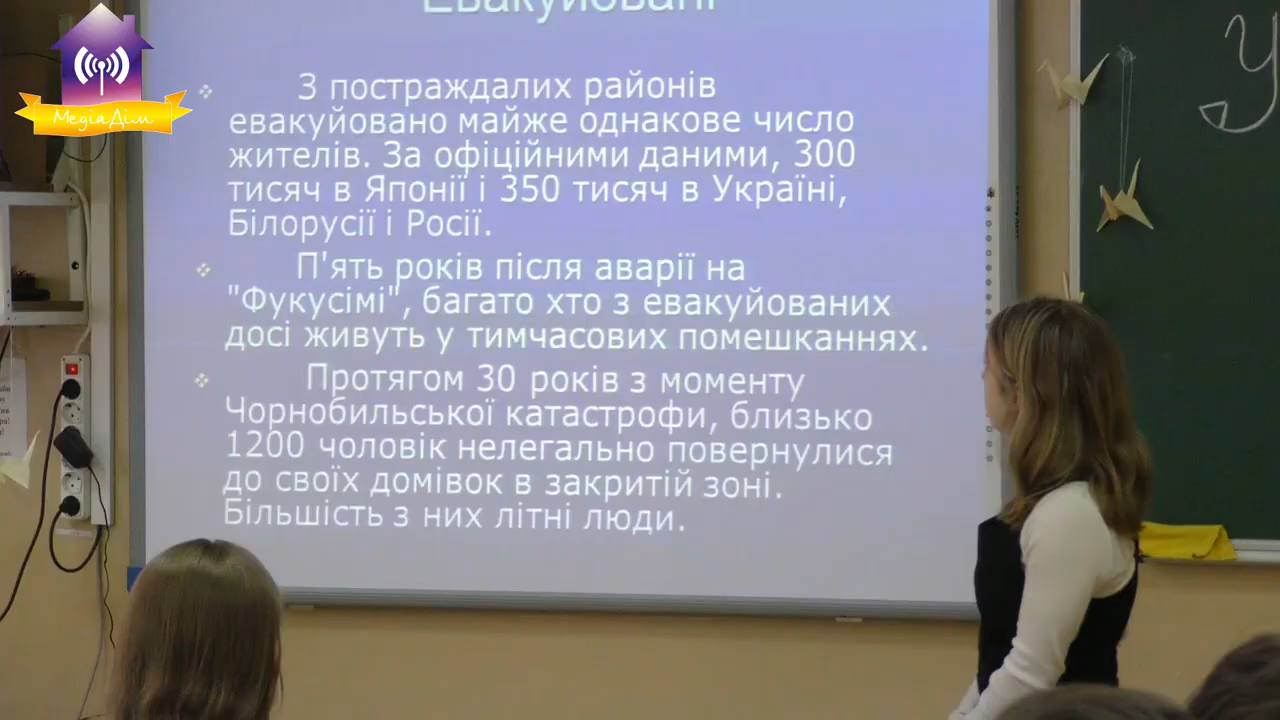 МедіаДім
Евакуйовані
З постраждалих районів
евакуйовано майже однакове число
жителів. За офіційними даними, 300
тисяч в Японії і 350 тисяч в Україні,
Білорусії і Росії.
П'ять років після аварії на
"Фукусімі", багато хто з евакуйованих
досі живуть у тимчасових помешканнях.
Протягом 30 років з моменту
Чорнобильської катастрофи, близько
1200 чоловік нелегально повернулися
до своїх домівок в закритій зоні.
Більшість з них літні люди.
У